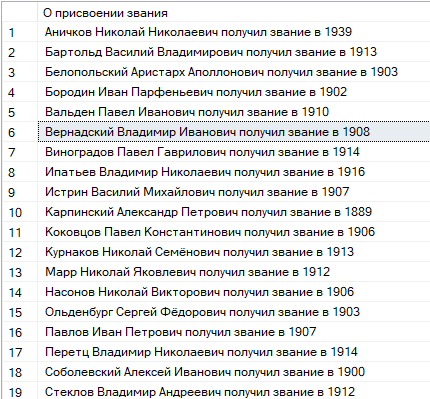 О присвоении звания
1 Аничков Николай Николаевич получил звание в 1939
2 Бартольд Василий Владимирович получил звание в 1913
3 Белопольский Аристарх Аполлонович получил звание в 1903
4 Бородин Иван Парфеньевич получил звание в 1902
5 Вальден Павел Иванович получил звание в 1910
6 Вернадский Владимир Иванович получил звание в 1908
7 Виноградов Павел Гаврилович получил звание в 1914
8 Ипатьев Владимир Николаевич получил звание в 1916
9 Истрин Василий Михайлович получил звание в 1907
10 Карпинский Александр Петрович получил звание в 1889
11 Коковцов Павел Константинович получил звание в 1906
12 Курнаков Николай Семёнович получил звание в 1913
13 Марр Николай Яковлевич получил звание в 1912
14 Насонов Николай Викторович получил звание в 1906
15 Ольденбург Сергей Фёдорович получил звание в 1903
16 Павлов Иван Петрович получил звание в 1907
17 Перетц Владимир Николаевич получил звание в 1914
18 Соболевский Алексей Иванович получил звание в 1900
19 Стеклов Владимир Андреевич получил звание в 1912